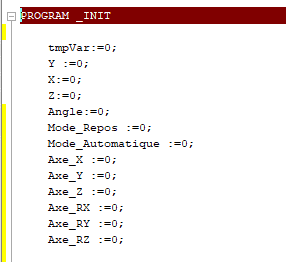 PROGRAM _INIT
tmpVar:=0;
Y :=0;
X:=0;
Z:=0;
Angle:=0;
Mode_Repos :=0;
Mode_Automatique :=0;
Axe_X :=0;
Axe_Y :=0;
Axe_Z :=0;
Axe_RX :=0;
Axe_RY :=0;
Axe_RZ :=0;